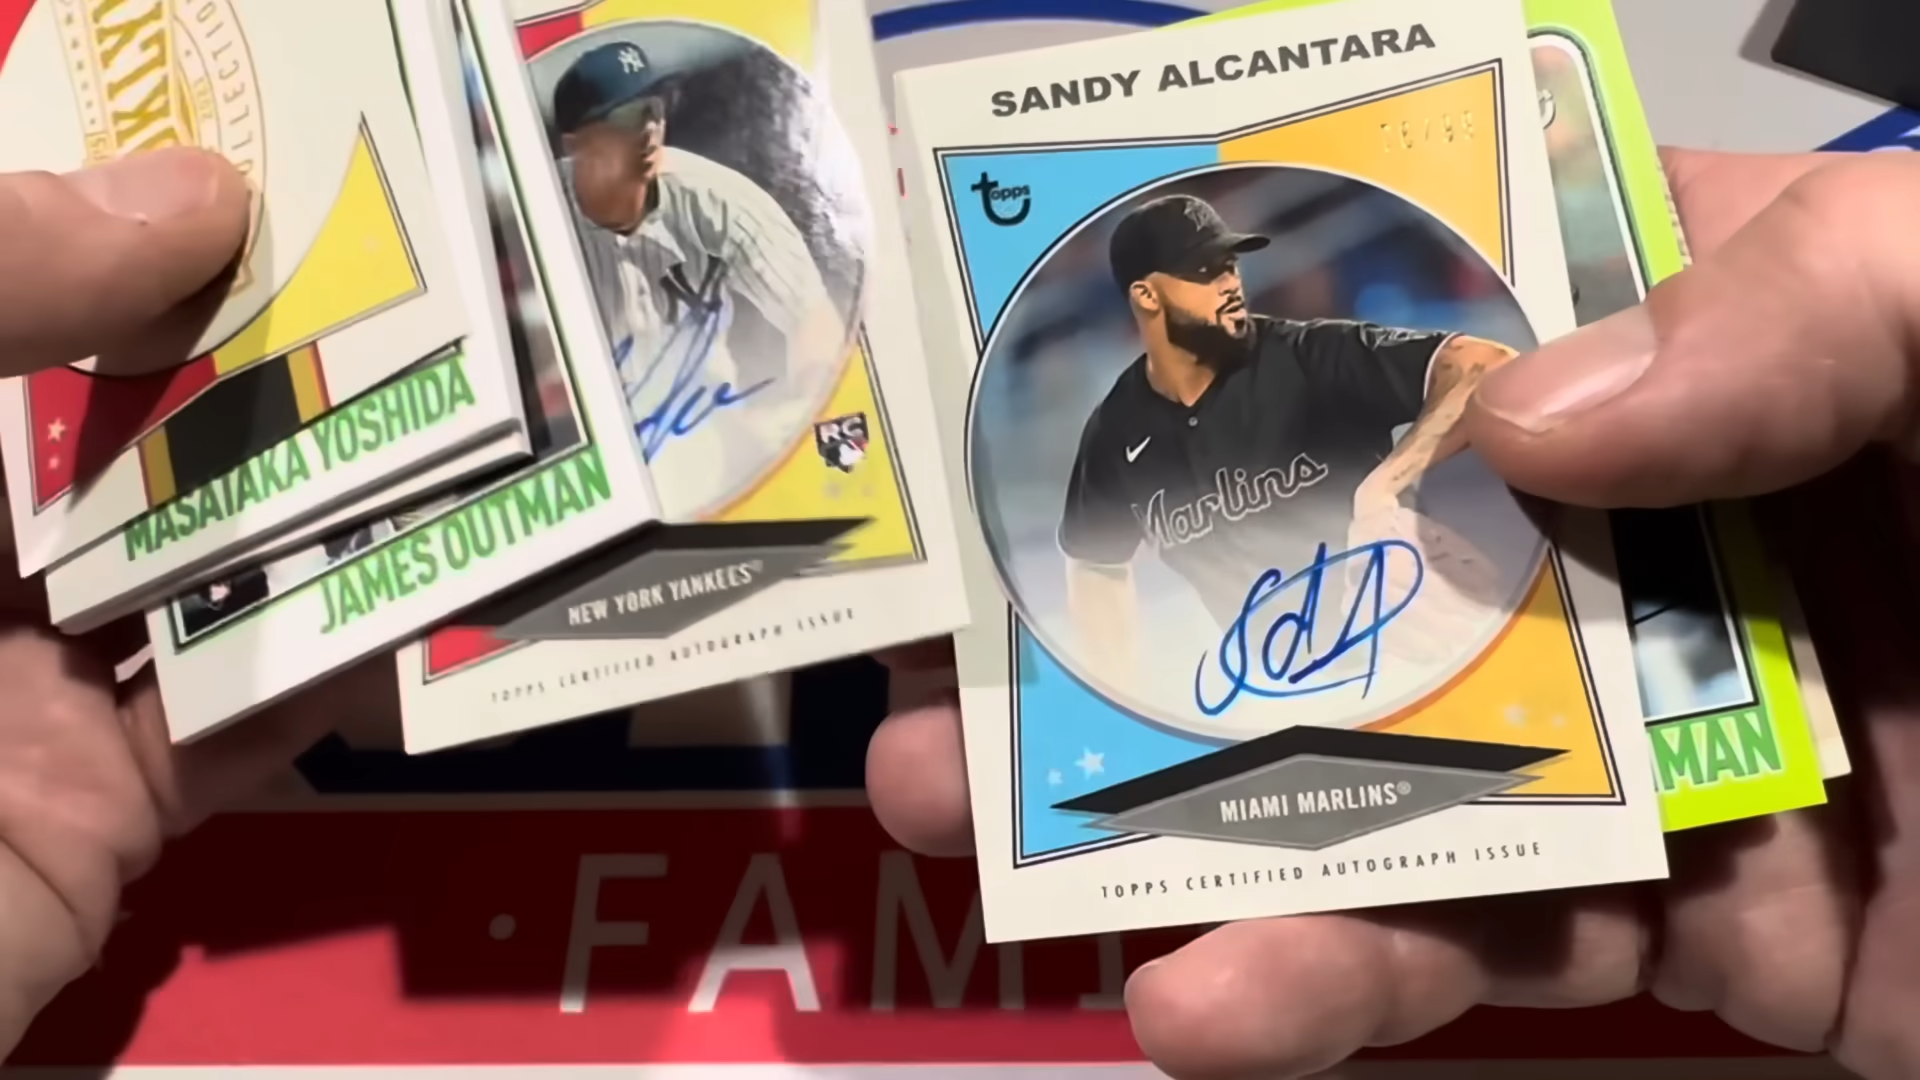 MASATAKA YOSHIDA
JAMES OUTMAN
NY
RC
NEW YORK YANKEES®
TOPPS CERTIFIED AUTOGRAPH ISSUE
SANDY ALCANTARA
topps
Marlins
MIAMI MARLINS®
TOPPS CERTIFIED AUTOGRAPH ISSUE
MAN
· FAMI